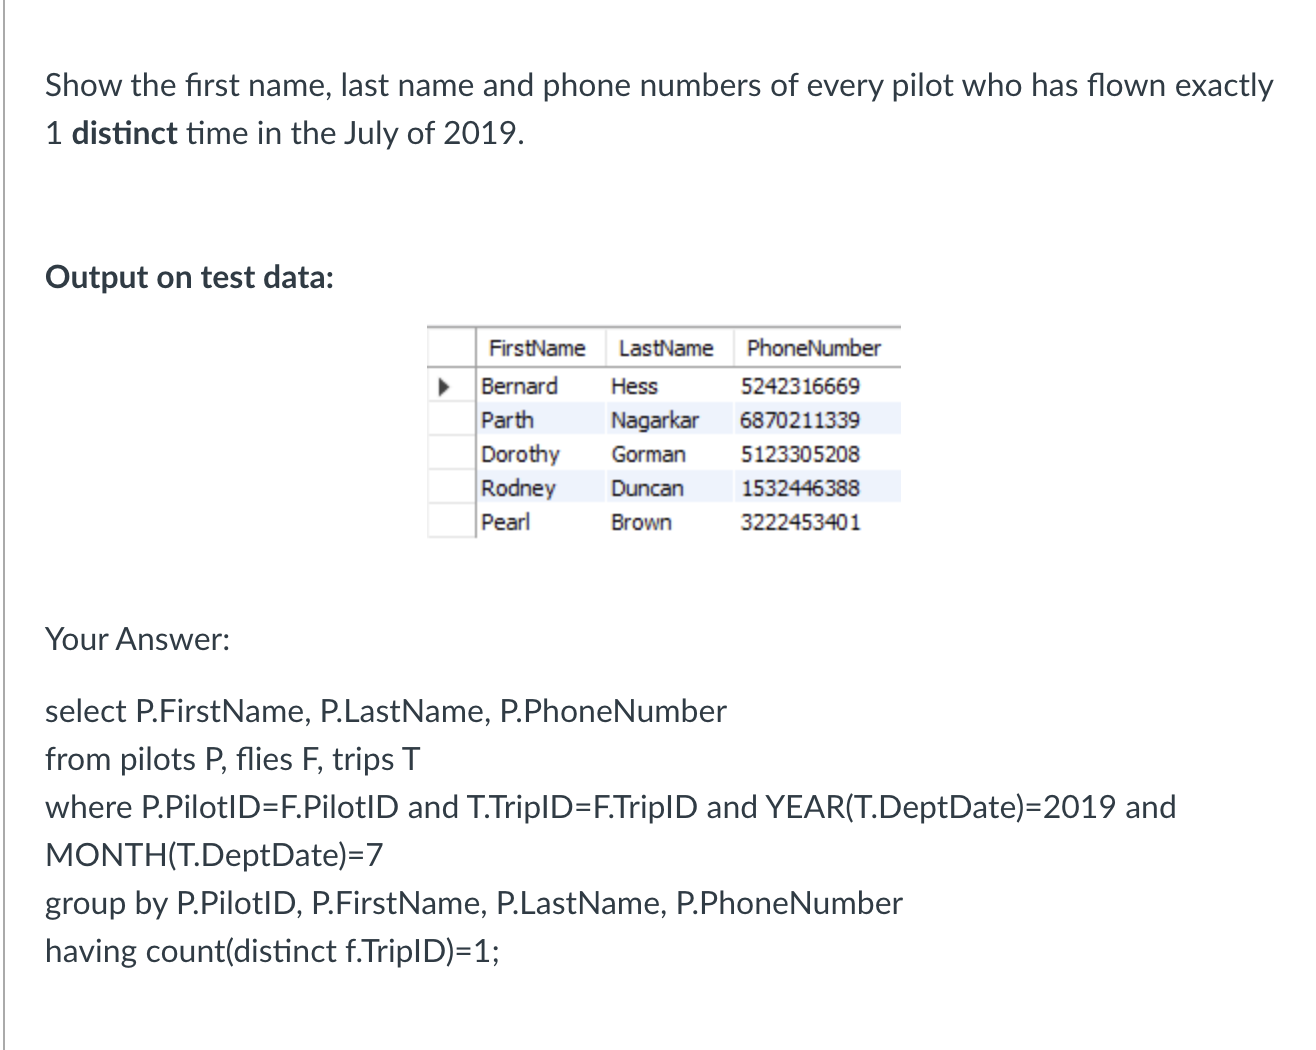 Show the first name, last name and phone numbers of every pilot who has flown exactly
1 distinct time in the July of 2019.
Output on test data:
FirstName LastName PhoneNumber
Bernard Hess 5242316669
Parth Nagarkar 6870211339
Dorothy Gorman 5123305208
Rodney Duncan 1532446388
Pearl Brown 3222453401
Your Answer:
select P.FirstName, P.LastName, P.PhoneNumber
from pilots P, flies F, trips T
where P.PilotID=F.PilotID and T.TripID=F.TripID and YEAR(T.DeptDate)=2019 and
MONTH(T.DeptDate)=7
group by P.PilotID, P.FirstName, P.LastName, P.PhoneNumber
having count(distinct f.TripID)=1;